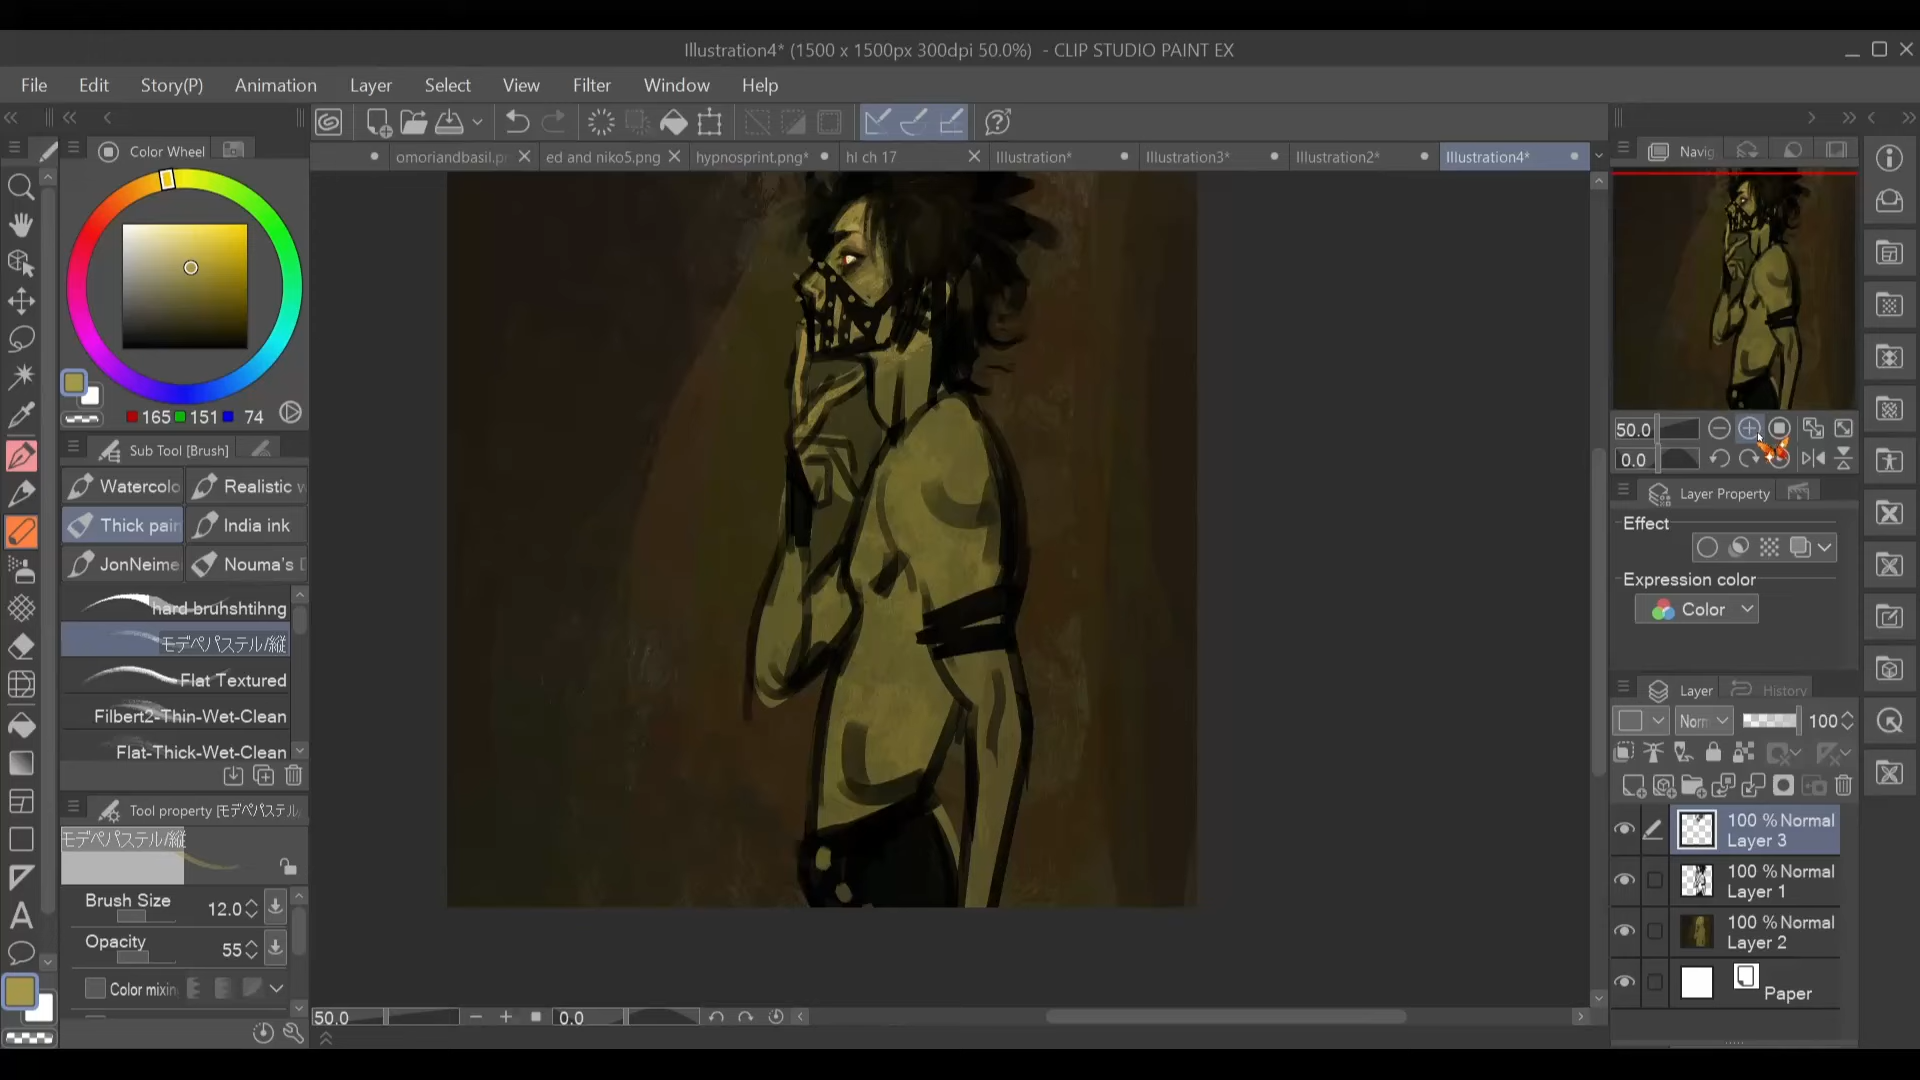 Illustration4* (1500 x 1500px 300dpi 50.0%)  - CLIP STUDIO PAINT EX
File Edit Story(P) Animation Layer Select View Filter Window Help
omoriandbasil.p ed and niko5.png hypnosprint.png* hl ch 17 Illustration* Illustration3* Illustration2* Illustration4*
Color Wheel
165 151 74
Sub Tool [Brush]
Watercolo Realistic w
Thick pain India ink
JonNeime Nouma's D
hard bruhshtihng
モデペパステル/縦
Flat Textured
Filbert2-Thin-Wet-Clean
Flat-Thick-Wet-Clean
Tool property [モデペパステル
モデペパステル/縦
Brush Size 12.0
Opacity 55
Color mixin
50.0 0.0
Navig
50.0
0.0
Layer Property
Effect
Expression color
Color
Layer History
Norm 100
100 % Normal
Layer 3
100 % Normal
Layer 1
100 % Normal
Layer 2
Paper